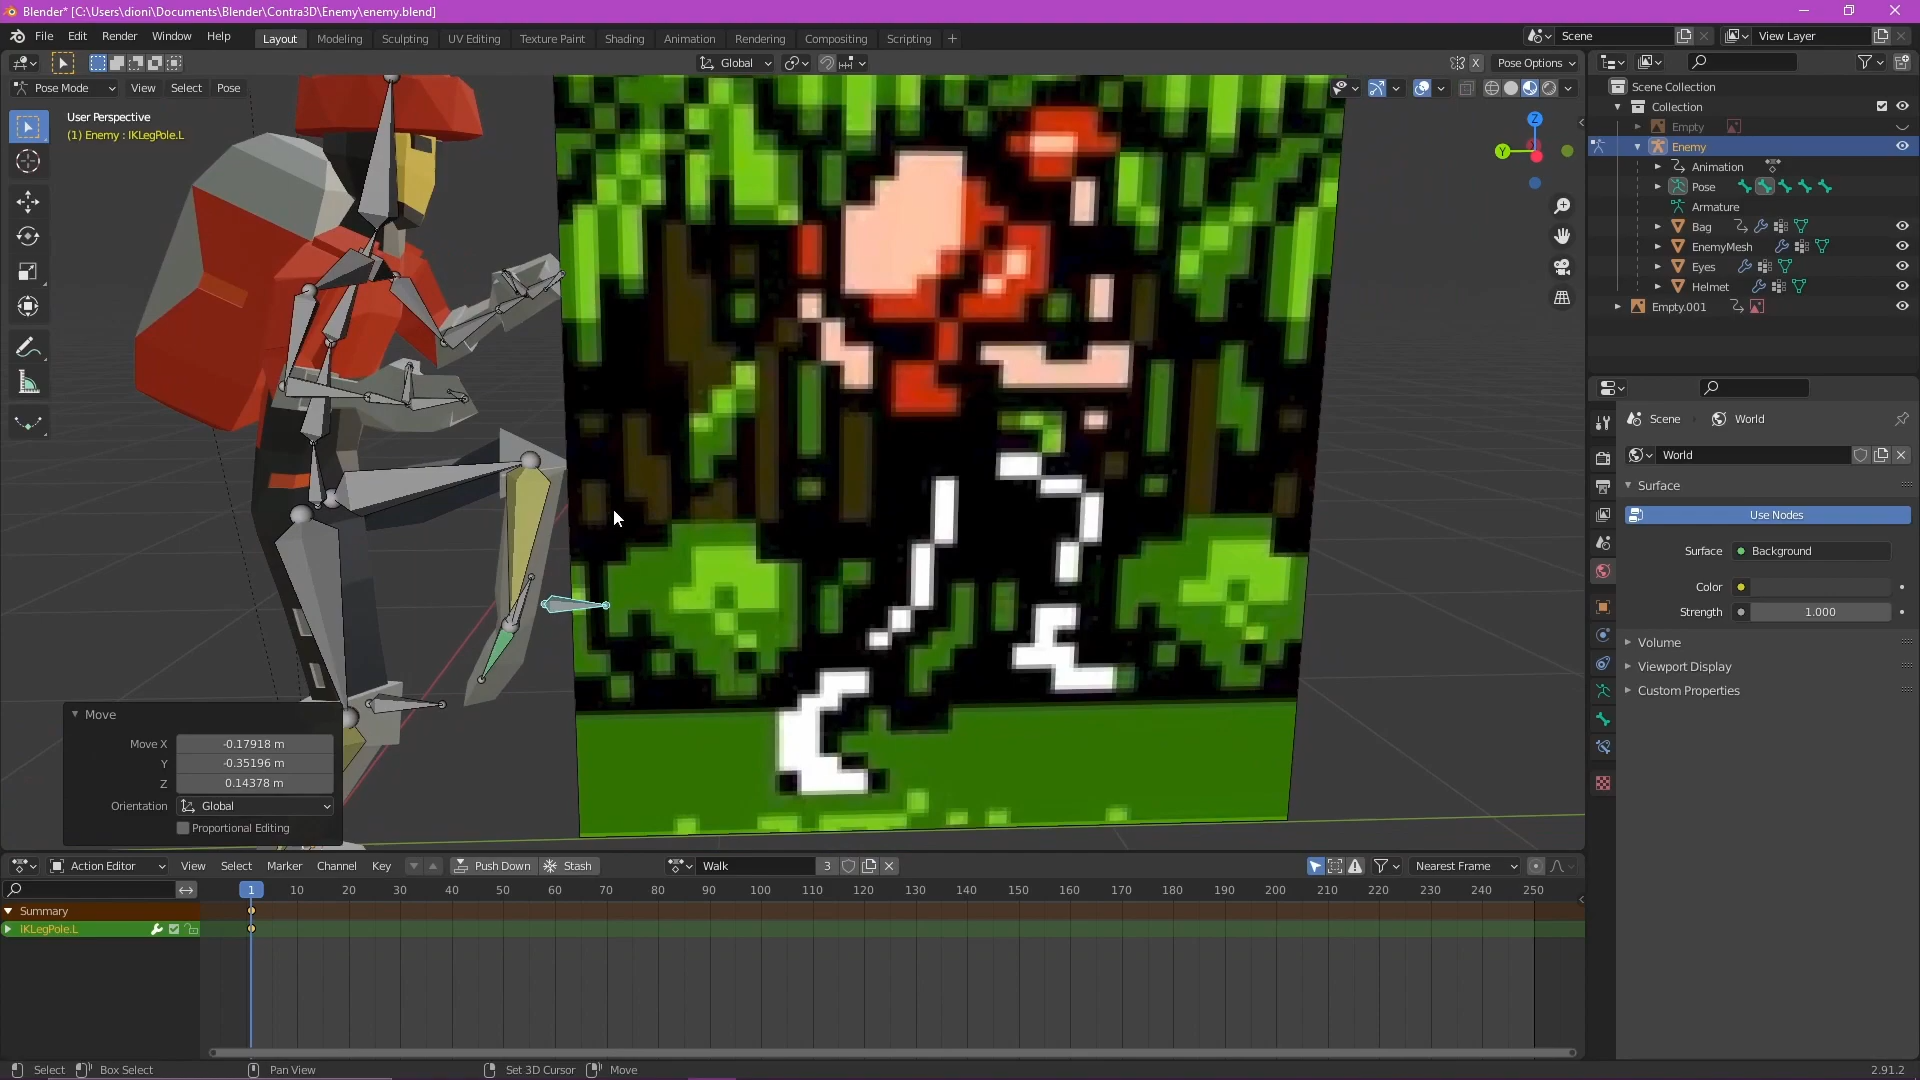 Blender* [C:\Users\dioni\Documents\Blender\Contra3D\Enemy\enemy.blend]
File Edit Render Window Help
Layout Modeling Sculpting UV Editing Texture Paint Shading Animation Rendering Compositing Scripting +
Scene View Layer
Global Pose Options
X
Pose Mode View Select Pose
User Perspective
(1) Enemy : IKLegPole.L
Z
Y
Scene Collection
Collection
Empty
Enemy
Animation
Pose
Armature
Bag
EnemyMesh
Eyes
Helmet
Empty.001
Scene World
World
Surface
Use Nodes
Surface Background
Color
Strength 1.000
Volume
Viewport Display
Custom Properties
Move
Move X -0.17918 m
Y -0.35196 m
Z 0.14378 m
Orientation Global
Proportional Editing
Action Editor View Select Marker Channel Key Push Down Stash Walk 3 Nearest Frame
1 10 20 30 40 50 60 70 80 90 100 110 120 130 140 150 160 170 180 190 200 210 220 230 240 250
Summary
IKLegPole.L
Select Box Select Pan View Set 3D Cursor Move 2.91.2